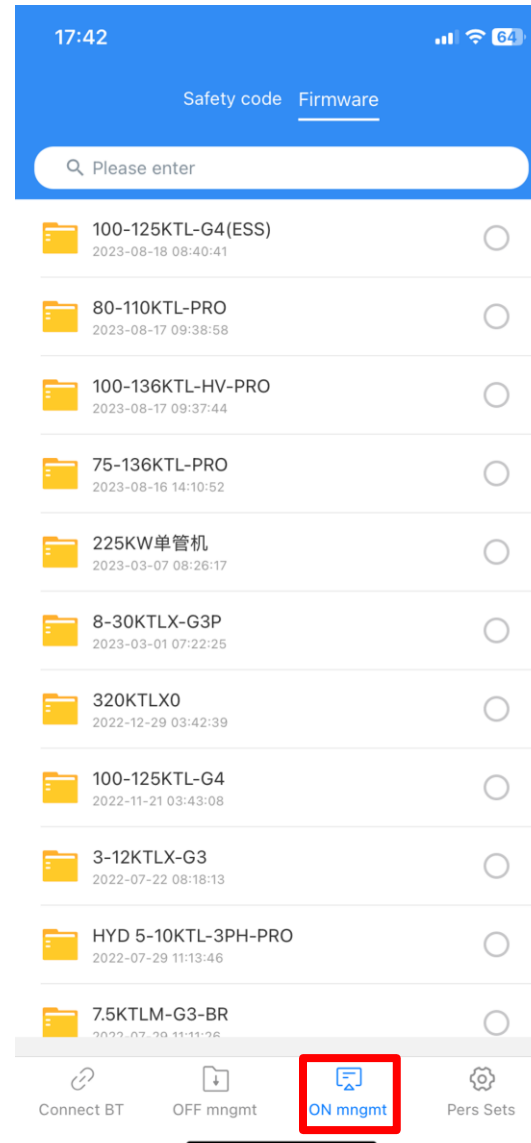 17:42
64
Safety code Firmware
Please enter
100-125KTL-G4(ESS)
2023-08-18 08:40:41
80-110KTL-PRO
2023-08-17 09:38:58
100-136KTL-HV-PRO
2023-08-17 09:37:44
75-136KTL-PRO
2023-08-16 14:10:52
225KW单管机
2023-03-07 08:26:17
8-30KTLX-G3P
2023-03-01 07:22:25
320KTLX0
2022-12-29 03:42:39
100-125KTL-G4
2022-11-21 03:43:08
3-12KTLX-G3
2022-07-22 08:18:13
HYD 5-10KTL-3PH-PRO
2022-07-29 11:13:46
7.5KTLM-G3-BR
2022-07-29 11:11:26
Connect BT OFF mngmt ON mngmt Pers Sets